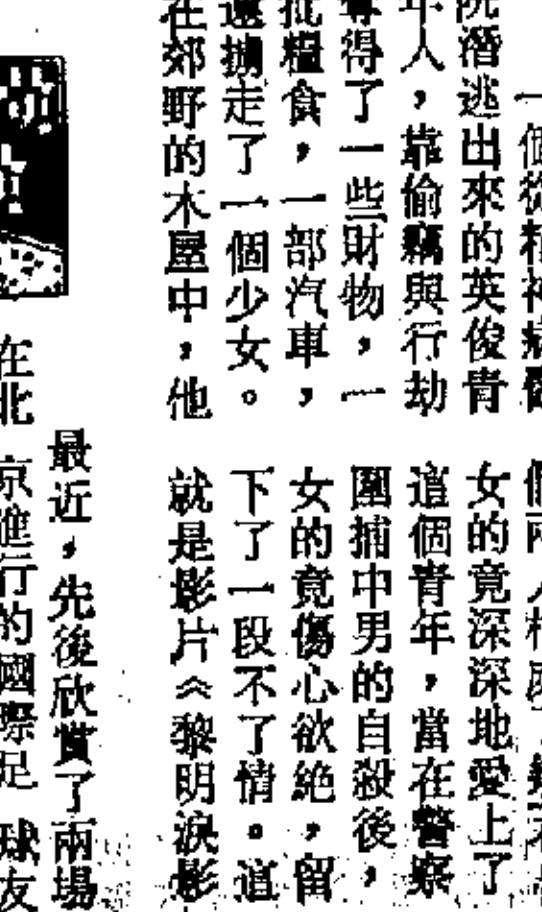 一個從精神病醫
院潛逃出來的英俊青
年人，靠偷竊與行劫
奪得了一些財物，一
批糧食，一部汽車，
還擄走了一個少女。
在郊野的木屋中，他
兩人相處
女的竟深深地愛上了
這個青年，當在警察
圍捕中男的自殺後，
女的竟傷心欲絕，留
下了一段不了情。這
就是影片《黎明淚影
最近，先後欣賞了兩場
在北京進行的國際足球友